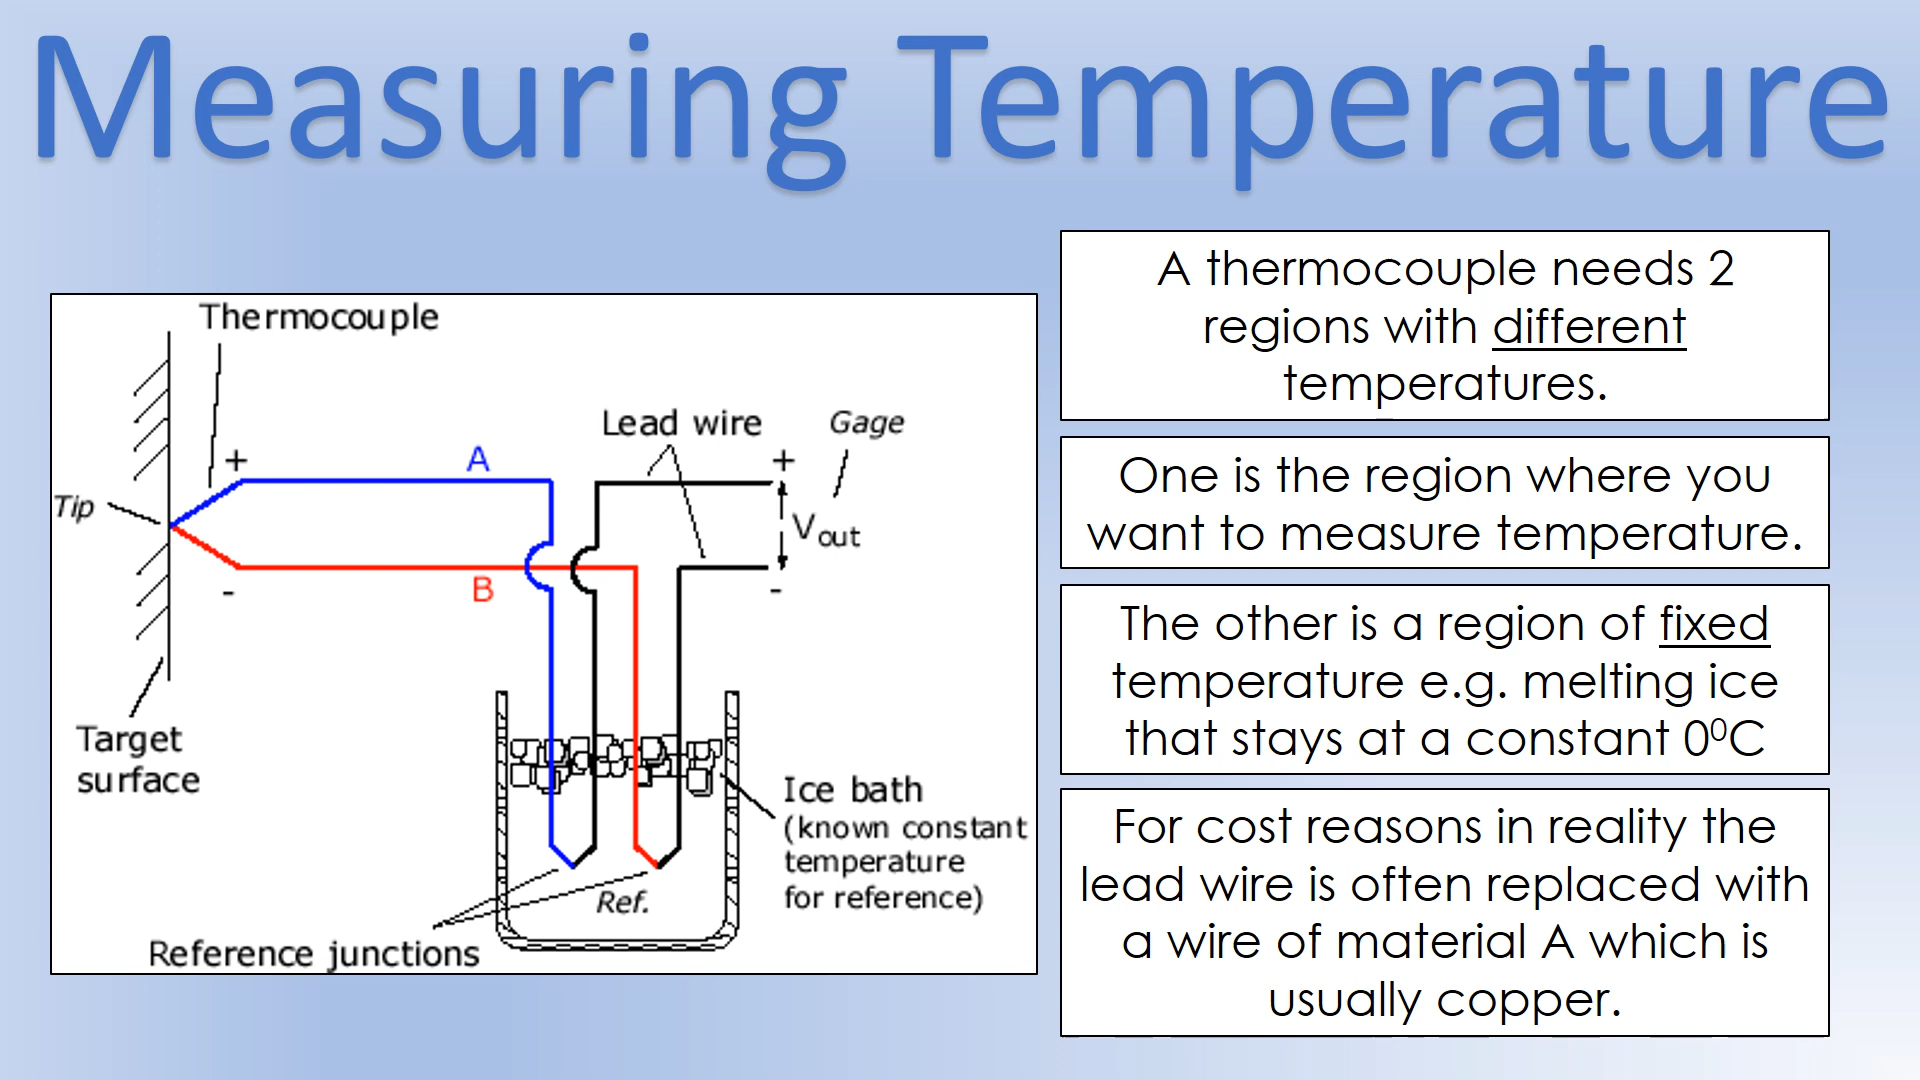 Measuring Temperature
Thermocouple
Lead wire
Gage
+
A
+
Tip
V out
B
-
-
Target
surface
Ice bath
(known constant
temperature
for reference)
Ref.
Reference junctions
A thermocouple needs 2
regions with different
temperatures.
One is the region where you
want to measure temperature.
The other is a region of fixed
temperature e.g. melting ice
that stays at a constant 0⁰C
For cost reasons in reality the
lead wire is often replaced with
a wire of material A which is
usually copper.